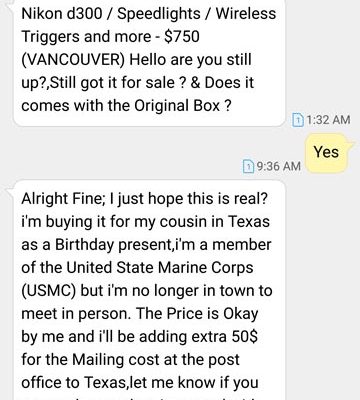 Nikon d300 / Speedlights / Wireless
Triggers and more - $750
(VANCOUVER) Hello are you still
up?,Still got it for sale ? & Does it
comes with the Original Box ?
1:32 AM
Yes
9:36 AM
Alright Fine; I just hope this is real?
i'm buying it for my cousin in Texas
as a Birthday present,i'm a member
of the United State Marine Corps
(USMC) but i'm no longer in town to
meet in person. The Price is Okay
by me and i'll be adding extra 50$
for the Mailing cost at the post
office to Texas,let me know if you